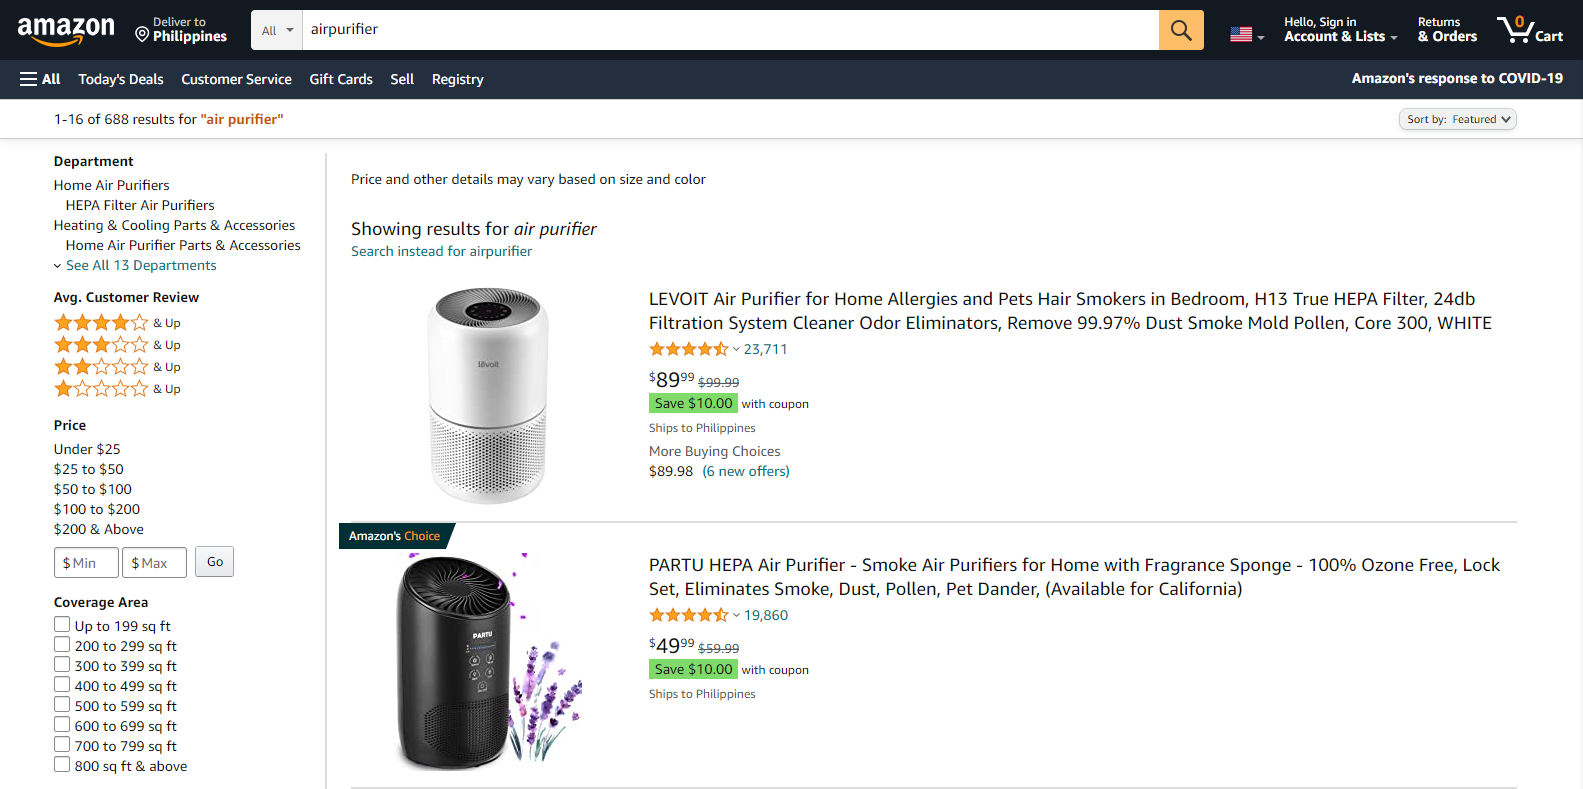 amazon
Deliver to
Philippines
All
airpurifier
Hello, Sign in
Account & Lists
Returns
& Orders
0
Cart
All
Today's Deals
Customer Service
Gift Cards
Sell
Registry
Amazon's response to COVID-19
1-16 of 688 results for "air purifier"
Sort by: Featured
Department
Home Air Purifiers
HEPA Filter Air Purifiers
Heating & Cooling Parts & Accessories
Home Air Purifier Parts & Accessories
See All 13 Departments
Avg. Customer Review
& Up
& Up
& Up
& Up
Price
Under $25
$25 to $50
$50 to $100
$100 to $200
$200 & Above
$ Min
$ Max
Go
Coverage Area
Up to 199 sq ft
200 to 299 sq ft
300 to 399 sq ft
400 to 499 sq ft
500 to 599 sq ft
600 to 699 sq ft
700 to 799 sq ft
800 sq ft & above
Price and other details may vary based on size and color
Showing results for air purifier
Search instead for airpurifier
levoit
LEVOIT Air Purifier for Home Allergies and Pets Hair Smokers in Bedroom, H13 True HEPA Filter, 24db
Filtration System Cleaner Odor Eliminators, Remove 99.97% Dust Smoke Mold Pollen, Core 300, WHITE
23,711
$89.99 $99.99
Save $10.00 with coupon
Ships to Philippines
More Buying Choices
$89.98 (6 new offers)
Amazon's Choice
PARTU
PARTU HEPA Air Purifier - Smoke Air Purifiers for Home with Fragrance Sponge - 100% Ozone Free, Lock
Set, Eliminates Smoke, Dust, Pollen, Pet Dander, (Available for California)
19,860
$49.99 $59.99
Save $10.00 with coupon
Ships to Philippines